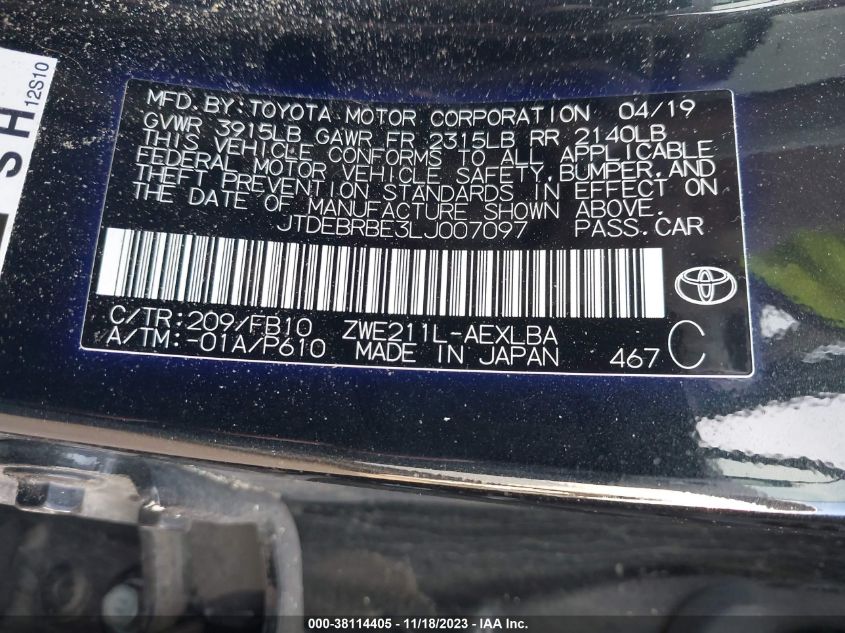 SH
12S10
MFD. BY: TOYOTA MOTOR CORPORATION 04/19
GVWR 3915LB GAWR FR 2315LB RR 2140LB
THIS VEHICLE CONFORMS TO ALL APPLICABLE
FEDERAL MOTOR VEHICLE SAFETY, BUMPER, AND
THEFT PREVENTION STANDARDS IN EFFECT ON
THE DATE OF MANUFACTURE SHOWN ABOVE.
JTDEBRBE3LJ007097 PASS.CAR
C/TR:209/FB10 ZWE211L-AEXLBA
A/TM:-01A/P610 MADE IN JAPAN 467 C
000-38114405 - 11/18/2023 - IAAI.com